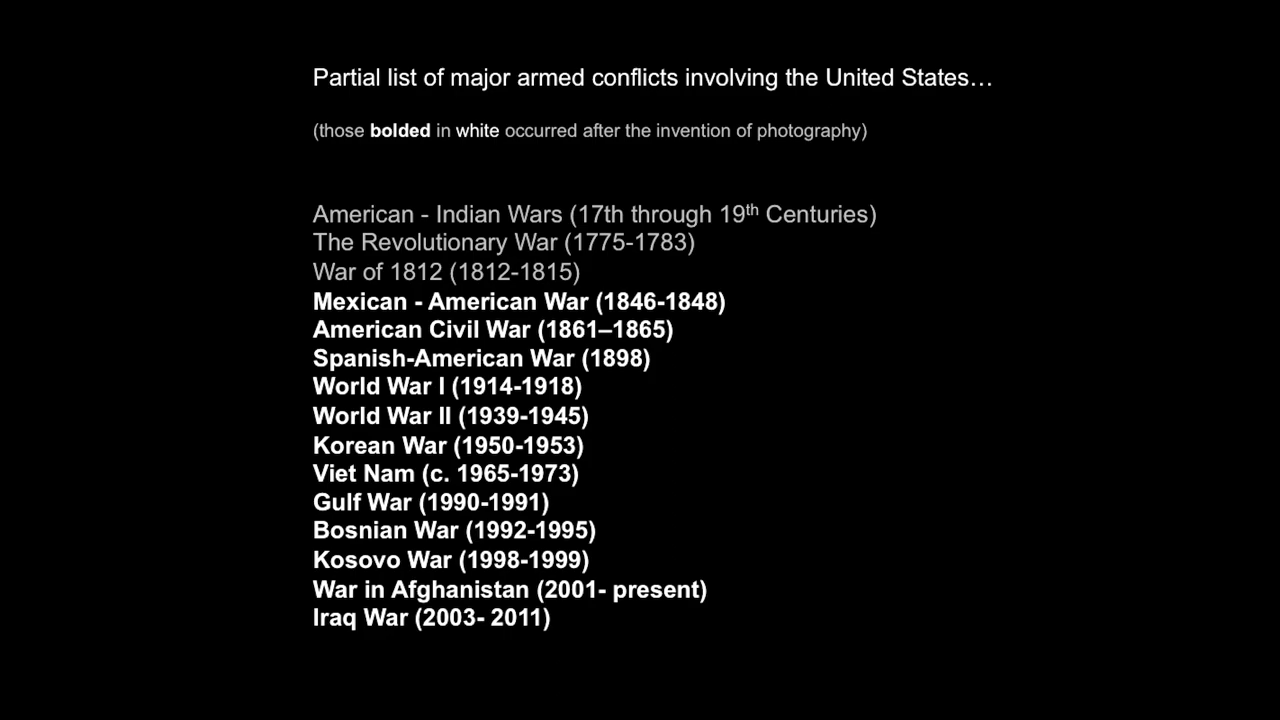 Partial list of major armed conflicts involving the United States…
(those bolded in white occurred after the invention of photography)
American - Indian Wars (17th through 19th Centuries)
The Revolutionary War (1775-1783)
War of 1812 (1812-1815)
Mexican - American War (1846-1848)
American Civil War (1861–1865)
Spanish-American War (1898)
World War I (1914-1918)
World War II (1939-1945)
Korean War (1950-1953)
Viet Nam (c. 1965-1973)
Gulf War (1990-1991)
Bosnian War (1992-1995)
Kosovo War (1998-1999)
War in Afghanistan (2001- present)
Iraq War (2003- 2011)